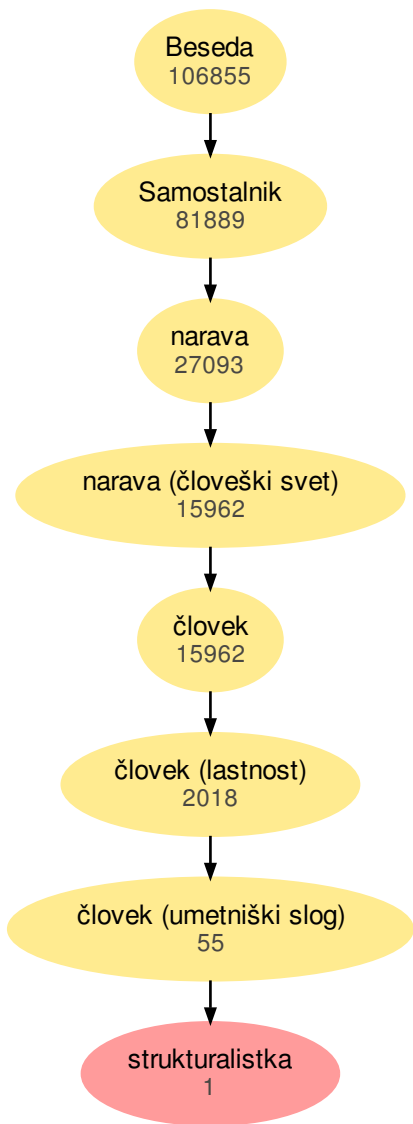 Beseda
106855
Samostalnik
81889
narava
27093
narava (človeški svet)
15962
človek
15962
človek (lastnost)
2018
človek (umetniški slog)
55
strukturalistka
1